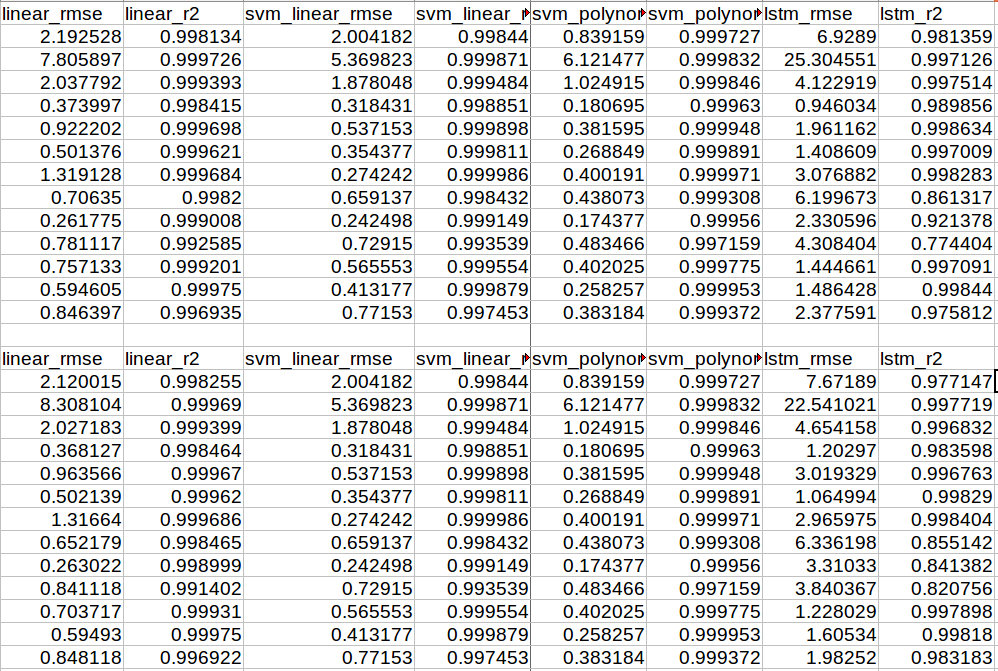 linear_rmse linear_r2 svm_linear_rmse svm_linear_r svm_polynor svm_polynor lstm_rmse lstm_r2
2.192528 0.998134 2.004182 0.99844 0.839159 0.999727 6.9289 0.981359
7.805897 0.999726 5.369823 0.999871 6.121477 0.999832 25.304551 0.997126
2.037792 0.999393 1.878048 0.999484 1.024915 0.999846 4.122919 0.997514
0.373997 0.998415 0.318431 0.998851 0.180695 0.99963 0.946034 0.989856
0.922202 0.999698 0.537153 0.999898 0.381595 0.999948 1.961162 0.998634
0.501376 0.999621 0.354377 0.999811 0.268849 0.999891 1.408609 0.997009
1.319128 0.999684 0.274242 0.999986 0.400191 0.999971 3.076882 0.998283
0.70635 0.9982 0.659137 0.998432 0.438073 0.999308 6.199673 0.861317
0.261775 0.999008 0.242498 0.999149 0.174377 0.99956 2.330596 0.921378
0.781117 0.992585 0.72915 0.993539 0.483466 0.997159 4.308404 0.774404
0.757133 0.999201 0.565553 0.999554 0.402025 0.999775 1.444661 0.997091
0.594605 0.99975 0.413177 0.999879 0.258257 0.999953 1.486428 0.99844
0.846397 0.996935 0.77153 0.997453 0.383184 0.999372 2.377591 0.975812
linear_rmse linear_r2 svm_linear_rmse svm_linear_r svm_polynor svm_polynor lstm_rmse lstm_r2
2.120015 0.998255 2.004182 0.99844 0.839159 0.999727 7.67189 0.977147
8.308104 0.99969 5.369823 0.999871 6.121477 0.999832 22.541021 0.997719
2.027183 0.999399 1.878048 0.999484 1.024915 0.999846 4.654158 0.996832
0.368127 0.998464 0.318431 0.998851 0.180695 0.99963 1.20297 0.983598
0.963566 0.99967 0.537153 0.999898 0.381595 0.999948 3.019329 0.996763
0.502139 0.99962 0.354377 0.999811 0.268849 0.999891 1.064994 0.99829
1.31664 0.999686 0.274242 0.999986 0.400191 0.999971 2.965975 0.998404
0.652179 0.998465 0.659137 0.998432 0.438073 0.999308 6.336198 0.855142
0.263022 0.998999 0.242498 0.999149 0.174377 0.99956 3.31033 0.841382
0.841118 0.991402 0.72915 0.993539 0.483466 0.997159 3.840367 0.820756
0.703717 0.99931 0.565553 0.999554 0.402025 0.999775 1.228029 0.997898
0.59493 0.99975 0.413177 0.999879 0.258257 0.999953 1.60534 0.99818
0.848118 0.996922 0.77153 0.997453 0.383184 0.999372 1.98252 0.983183